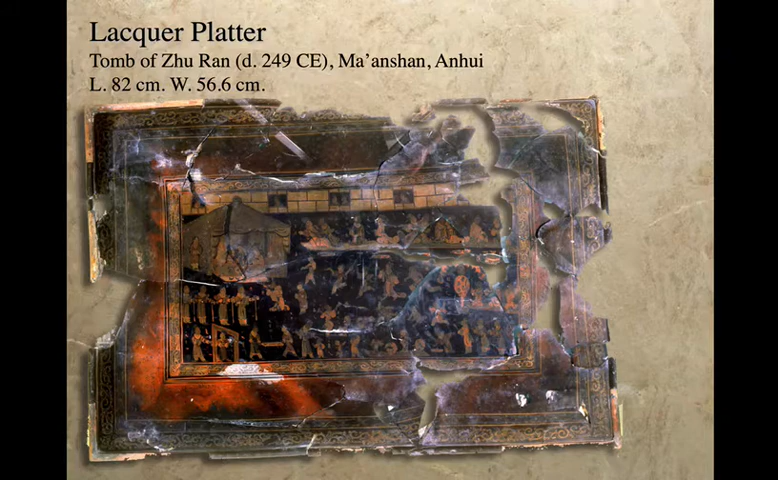 Lacquer Platter
Tomb of Zhu Ran (d. 249 CE), Ma’anshan, Anhui
L. 82 cm. W. 56.6 cm.